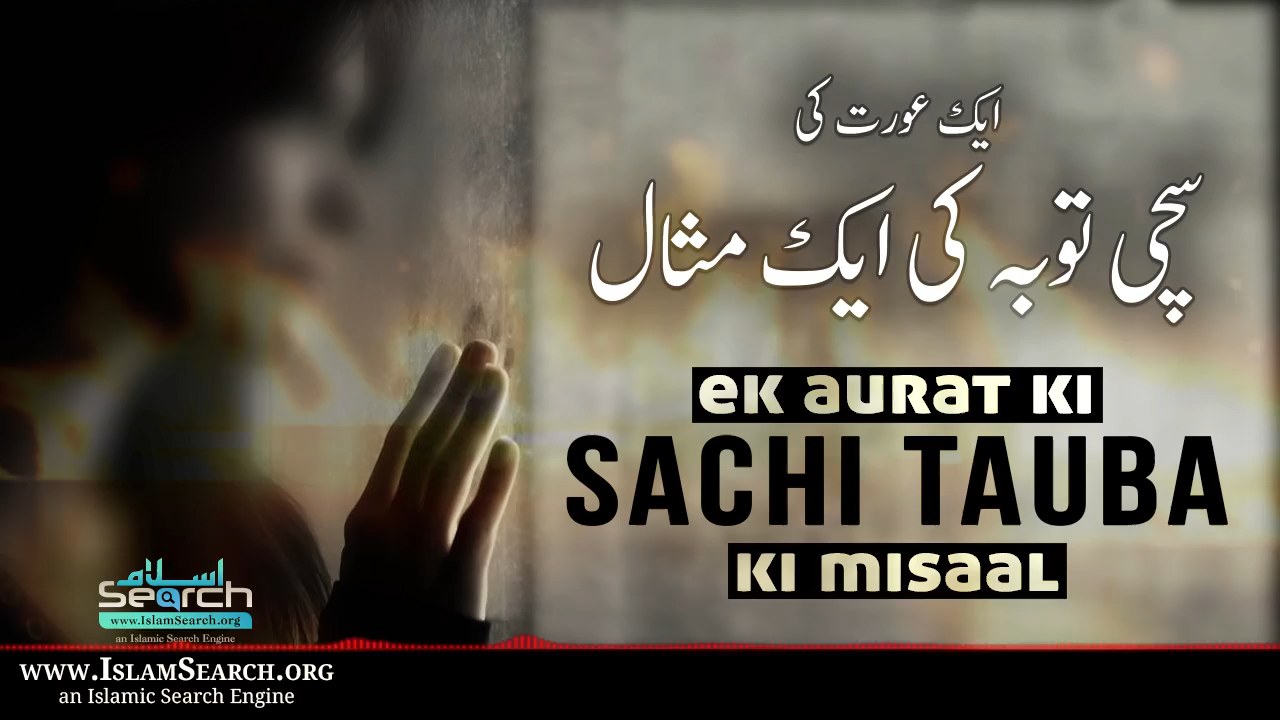 ایک عورت کی
سچی توبہ کی ایک مثال
eK aURaT KI
SACHI TAUBA
KI MISaaL
اسلام
Search
www.IslamSearch.org
an Islamic Search Engine
www.IslamSearch.org
an Islamic Search Engine